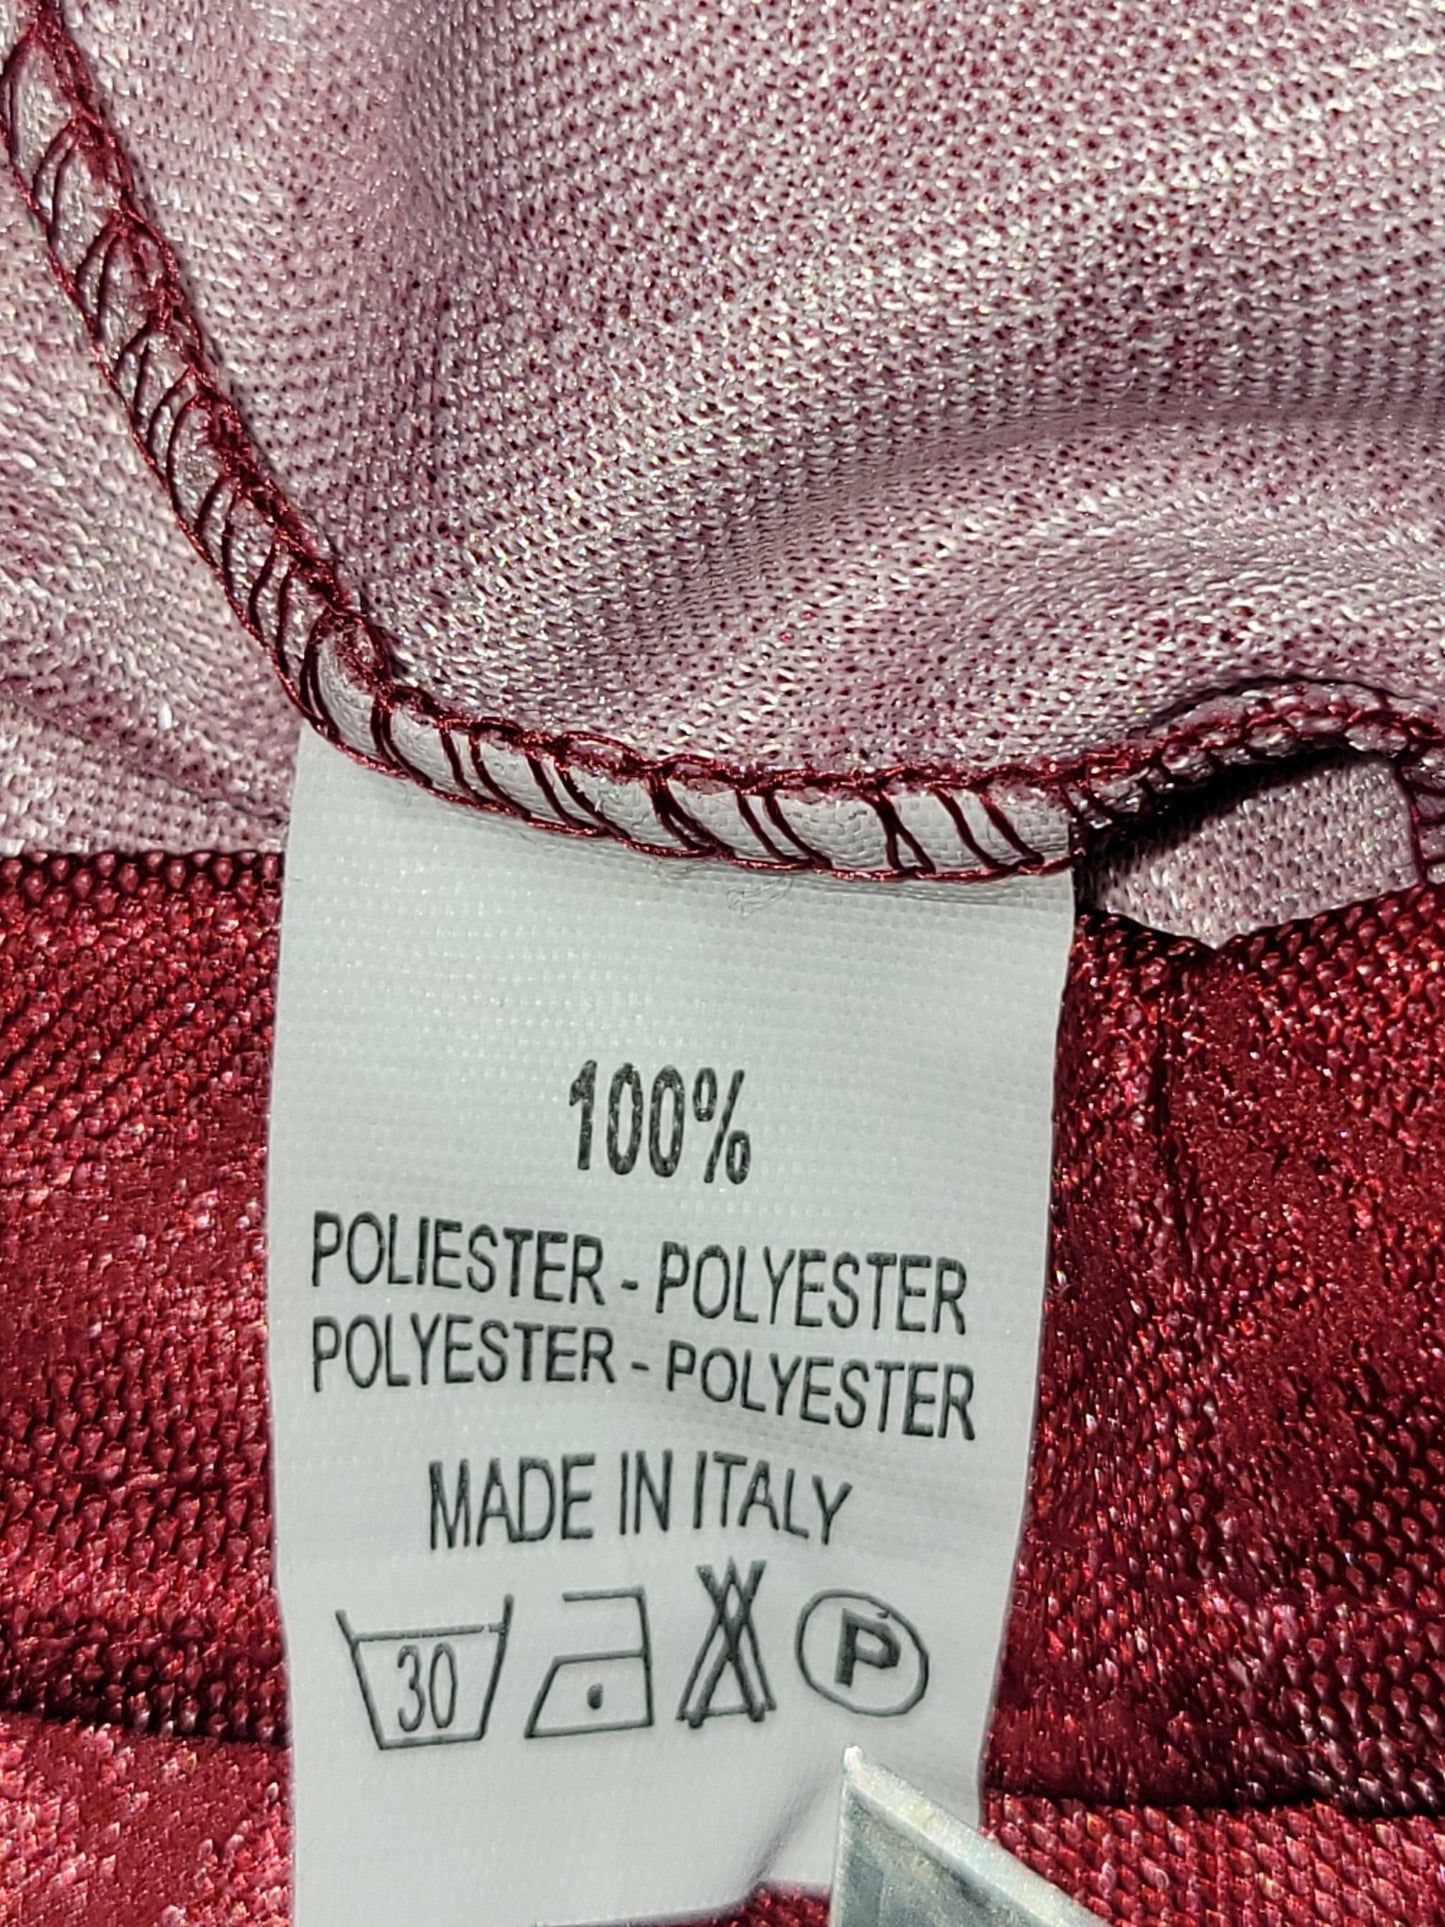 100%
POLIESTER - POLYESTER
POLYESTER - POLYESTER
MADE IN ITALY
30 P